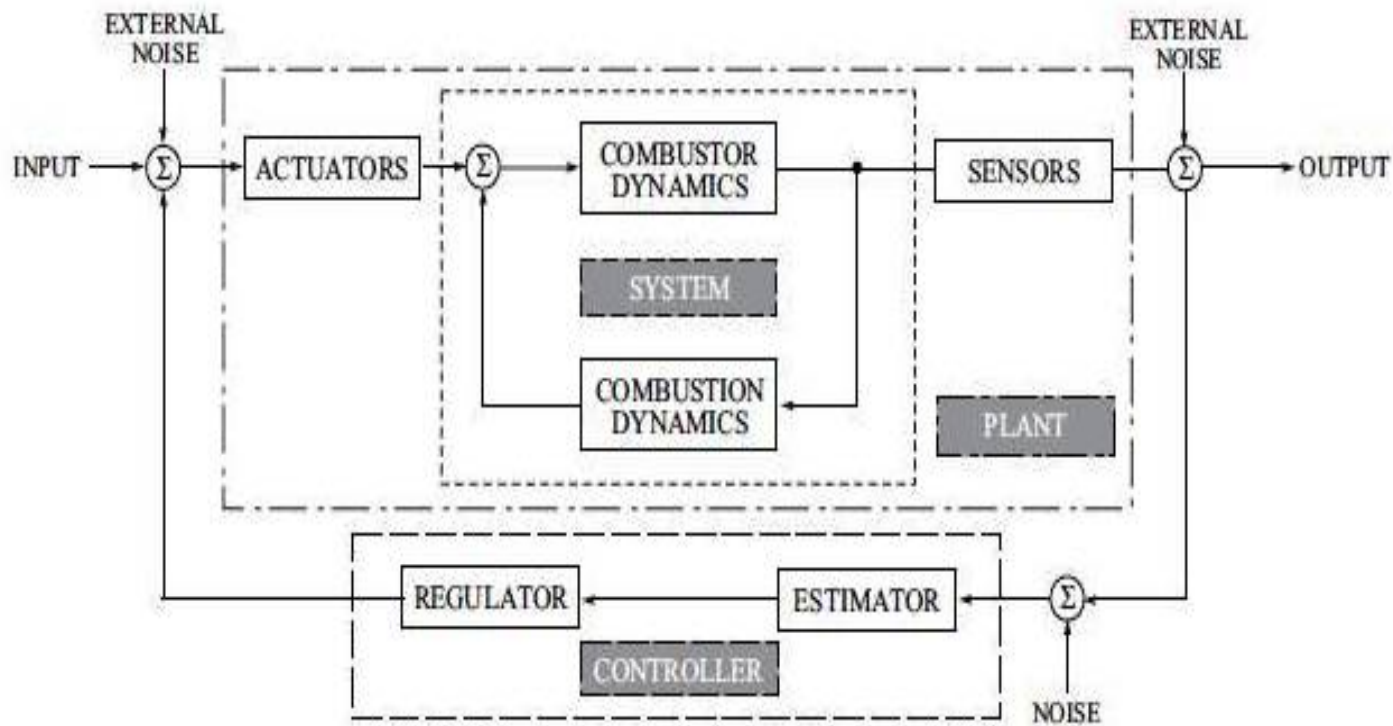 EXTERNAL
NOISE
EXTERNAL
NOISE
INPUT
Σ
ACTUATORS
Σ
COMBUSTOR
DYNAMICS
SENSORS
Σ
OUTPUT
SYSTEM
COMBUSTION
DYNAMICS
PLANT
REGULATOR
ESTIMATOR
Σ
CONTROLLER
NOISE